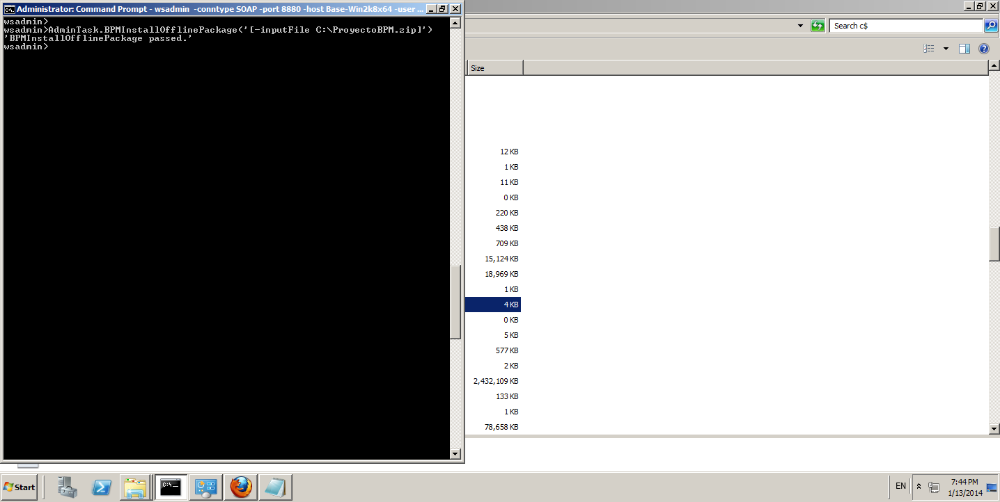 Administrator: Command Prompt - wsadmin -conntype SOAP -port 8880 -host Base-Win2k8x64 -user ...
wsadmin>
wsadmin>AdminTask.BPMInstallOfflinePackage('[-inputFile C:\ProyectoBPM.zip]')
'BPMInstallOfflinePackage passed.'
wsadmin>
Search c$
Size
12 KB
1 KB
11 KB
0 KB
220 KB
438 KB
709 KB
15,124 KB
18,969 KB
1 KB
4 KB
0 KB
5 KB
577 KB
2 KB
2,432,109 KB
133 KB
1 KB
78,658 KB
Start
EN
7:44 PM
1/13/2014